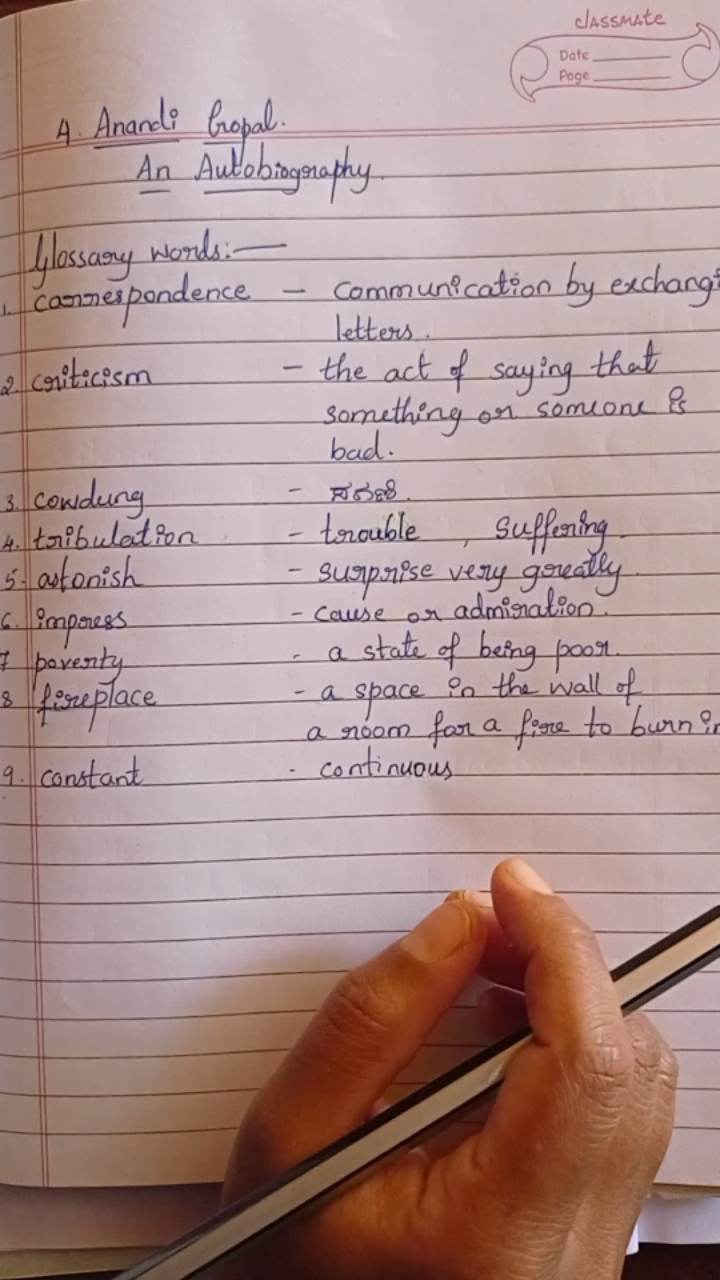 classmate
Date
Page
4. Anandi Gopal.
An Autobiography.
Glossary words:-
1. correspondence - communication by exchangi
letters.
2. criticism - the act of saying that
something or someone is
bad.
3. cowdung -
4. tribulation - trouble, suffering.
5. astonish - surprise very greatly.
6. impress - cause or admiration.
7 poverty - a state of being poor.
8 fireplace - a space in the wall of
a room for a fire to burn in
9. constant - continuous